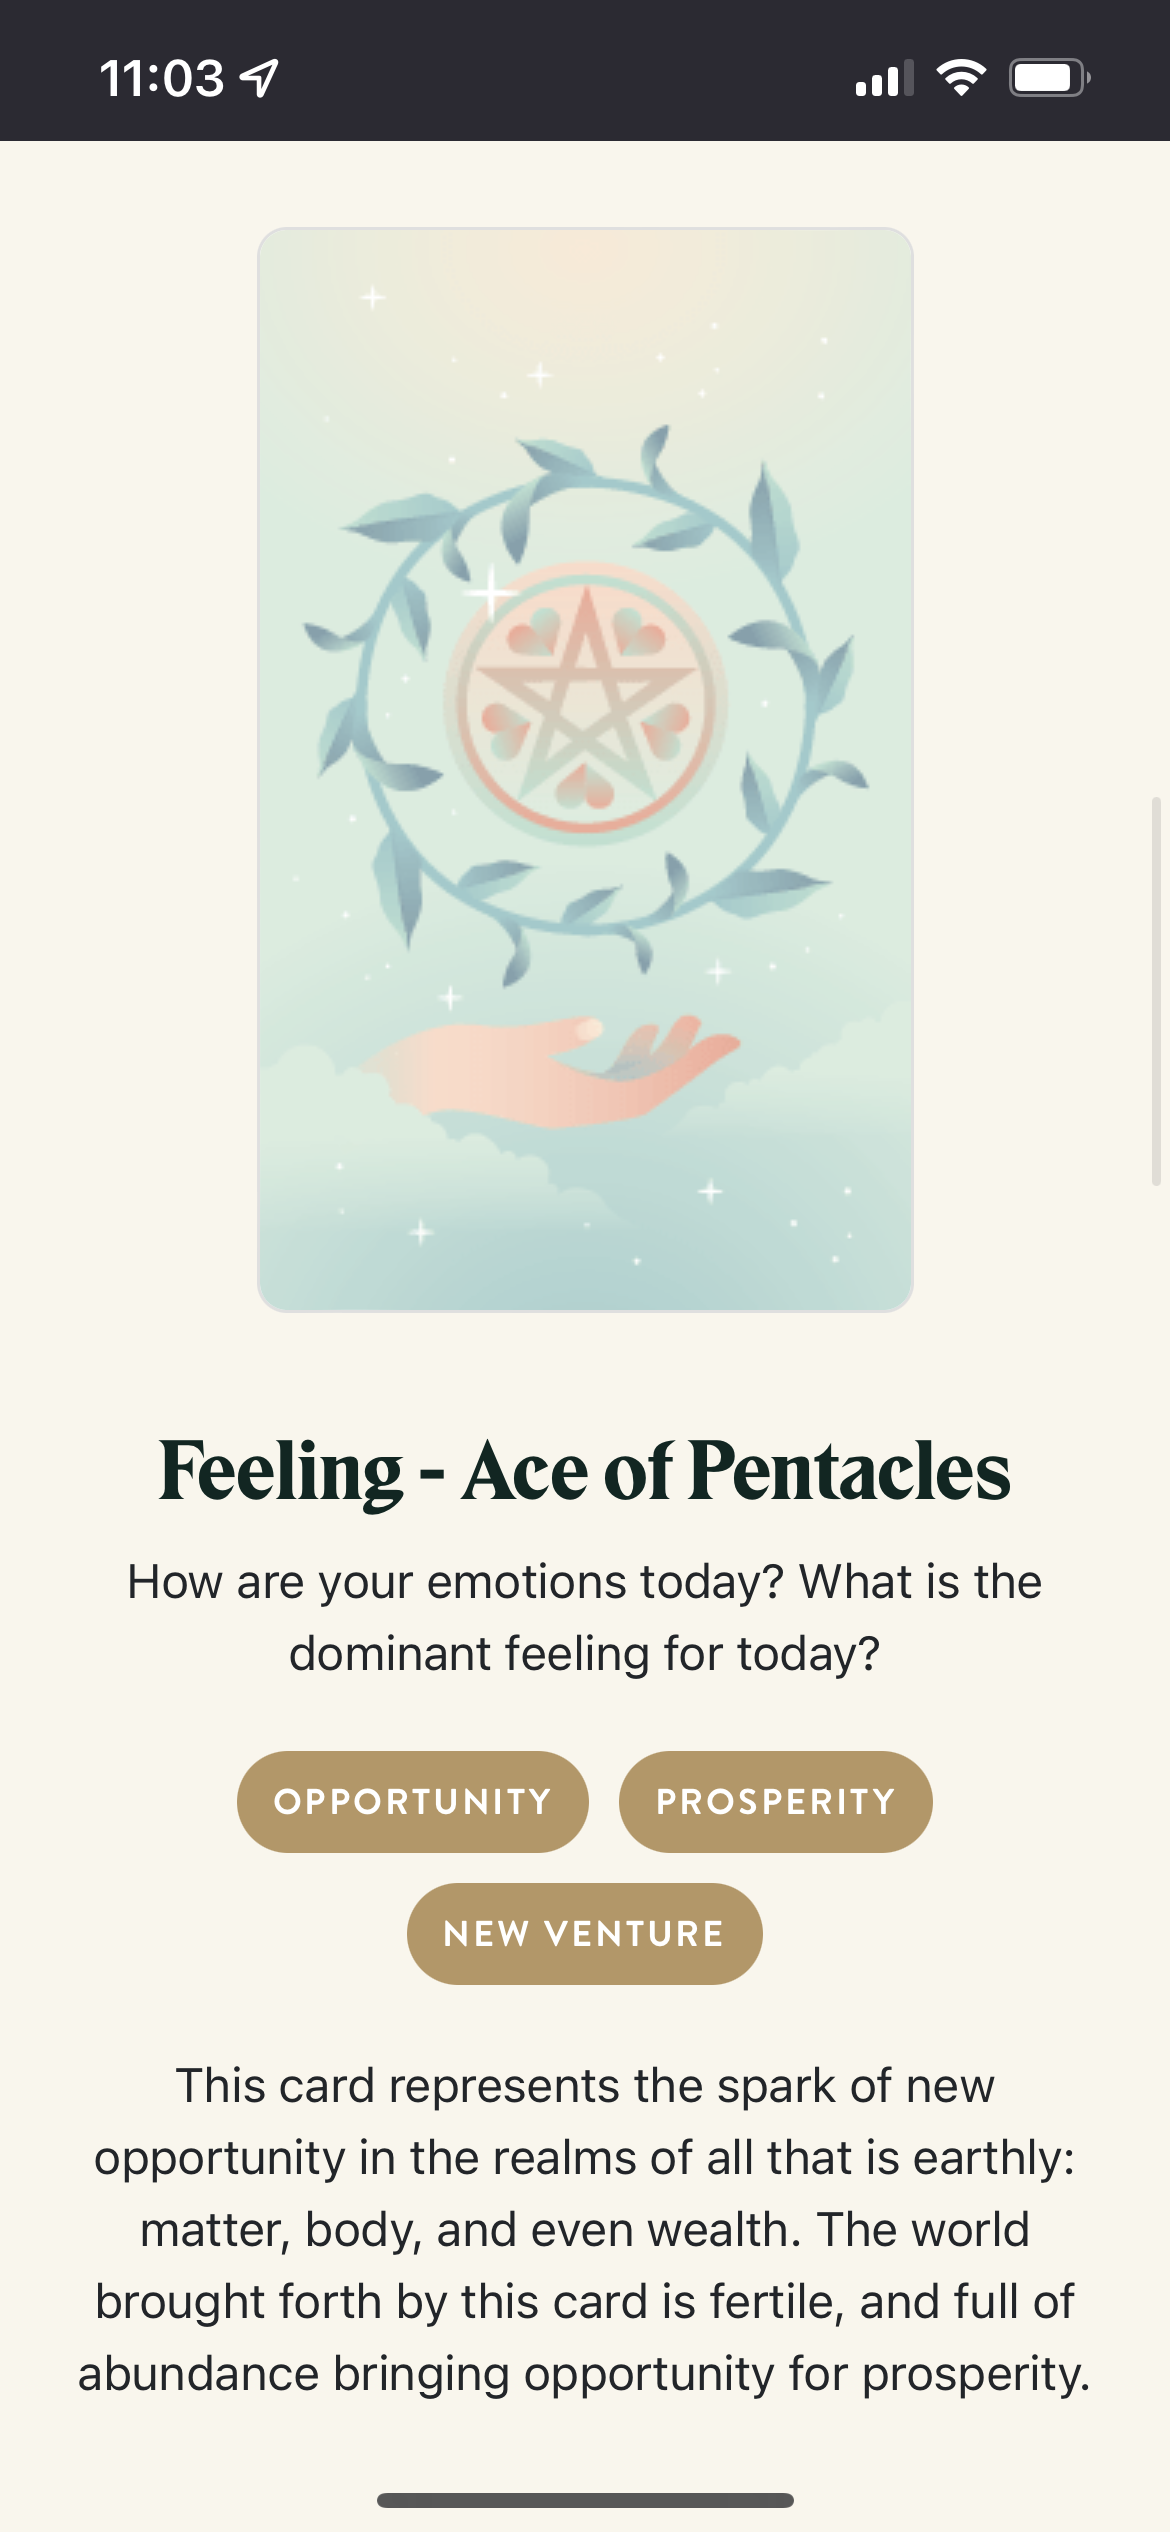 11:03
Feeling - Ace of Pentacles
How are your emotions today? What is the
dominant feeling for today?
OPPORTUNITY
PROSPERITY
NEW VENTURE
This card represents the spark of new
opportunity in the realms of all that is earthly:
matter, body, and even wealth. The world
brought forth by this card is fertile, and full of
abundance bringing opportunity for prosperity.